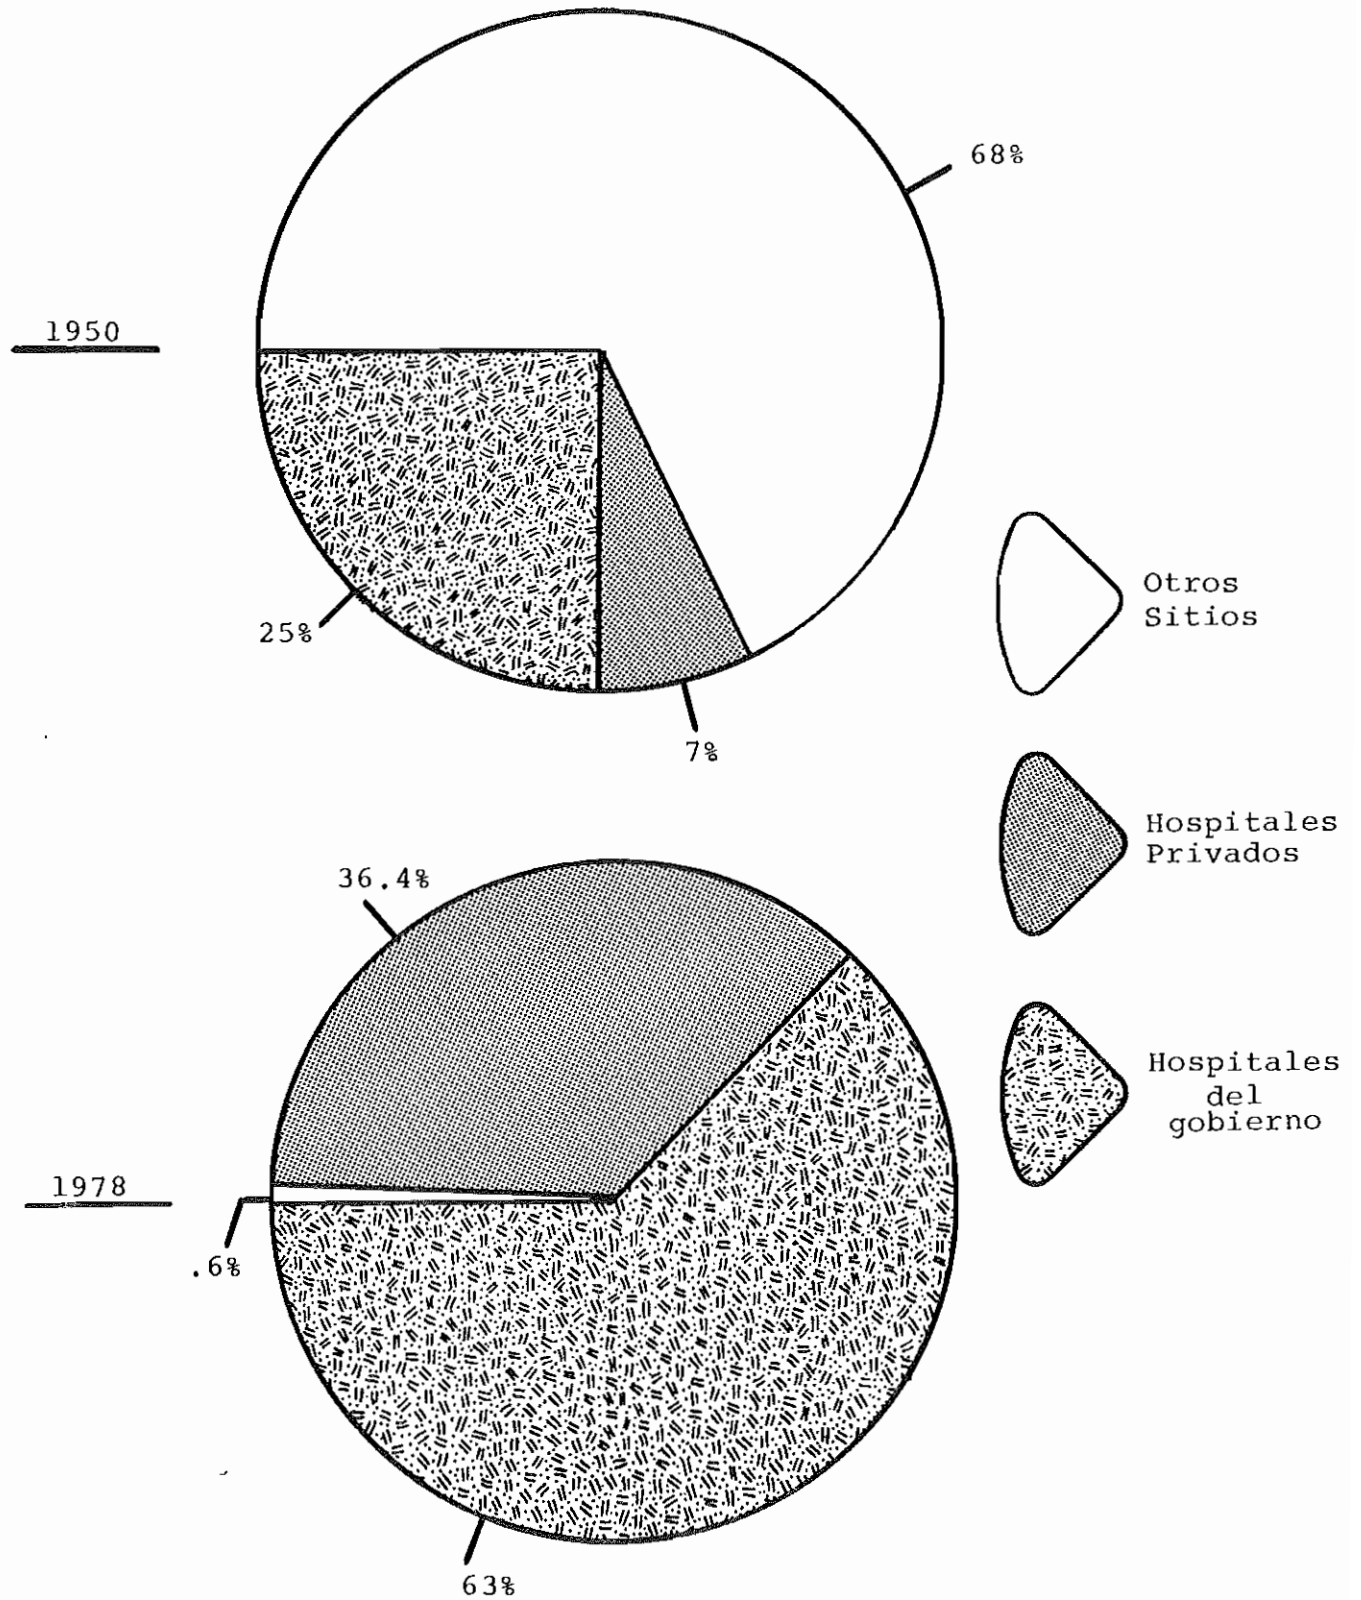 68%
1950
25%
7%
Otros
Sitios
Hospitales
Privados
36.4%
Hospitales
del
gobierno
1978
.6%
63%